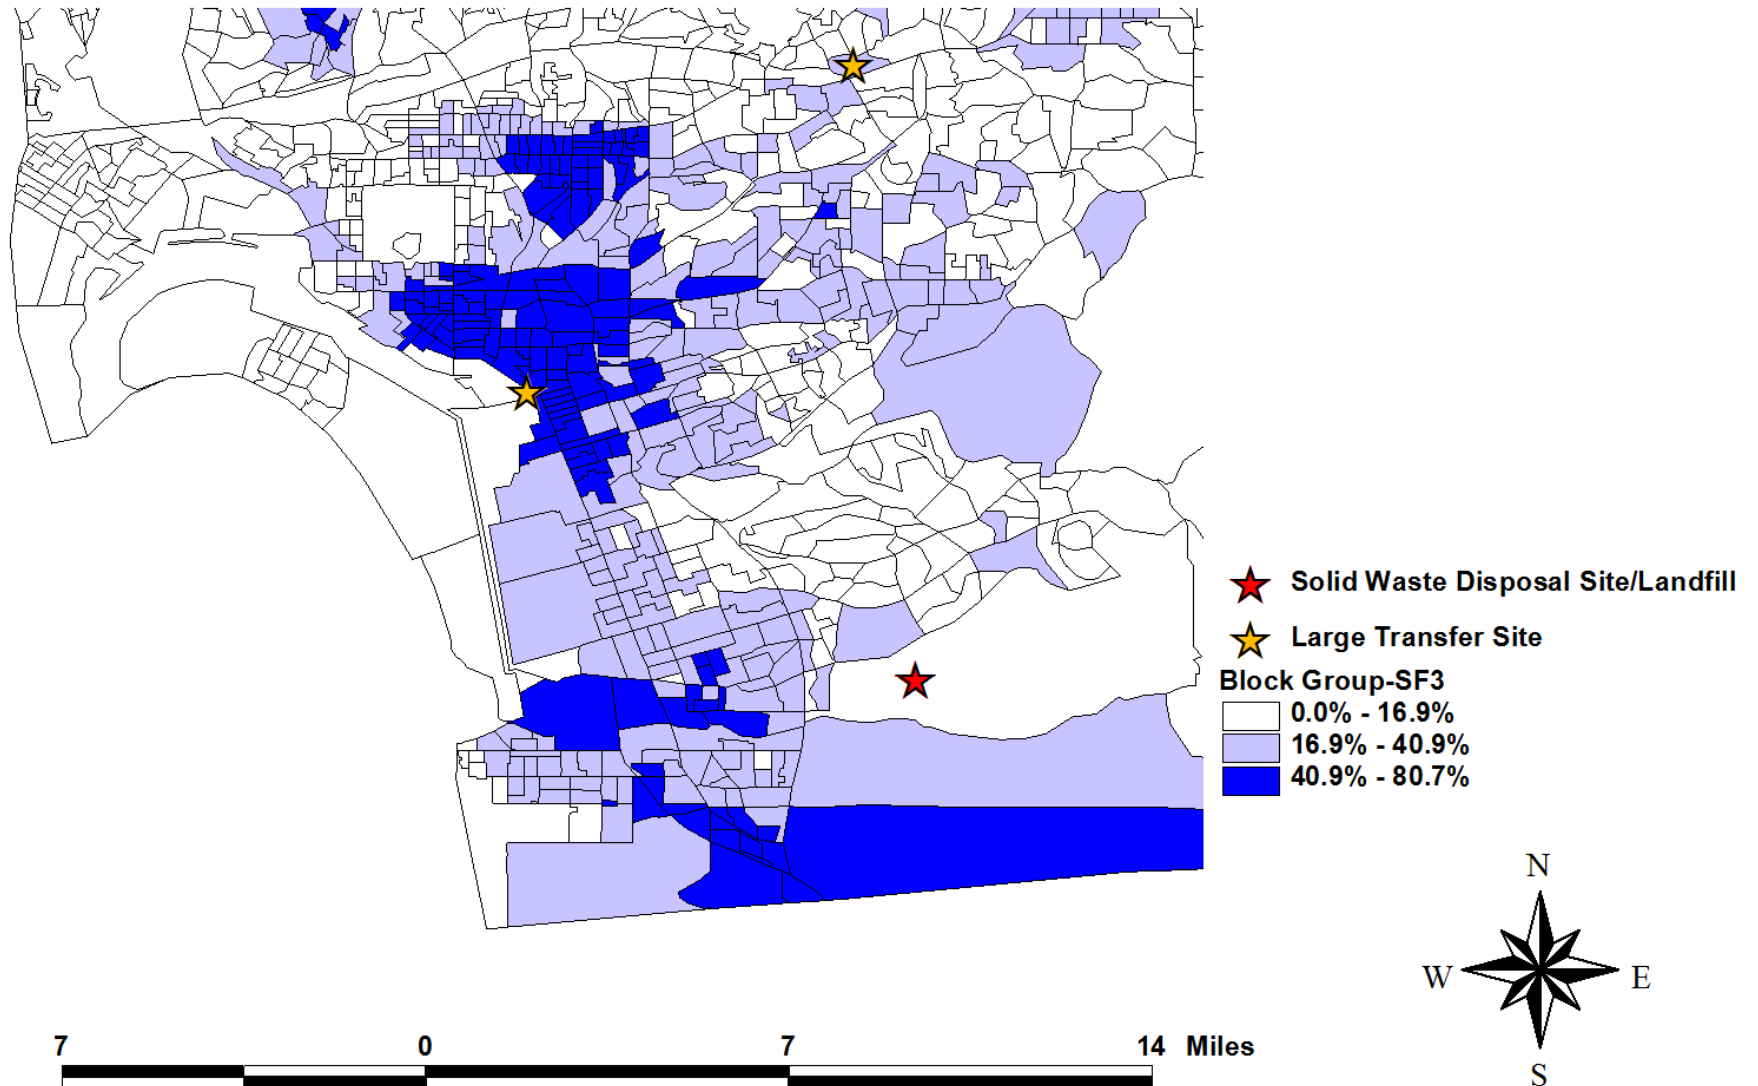 Solid Waste Disposal Site/Landfill
Large Transfer Site
Block Group-SF3
0.0% - 16.9%
16.9% - 40.9%
40.9% - 80.7%
N
W E
S
7 0 7 14 Miles